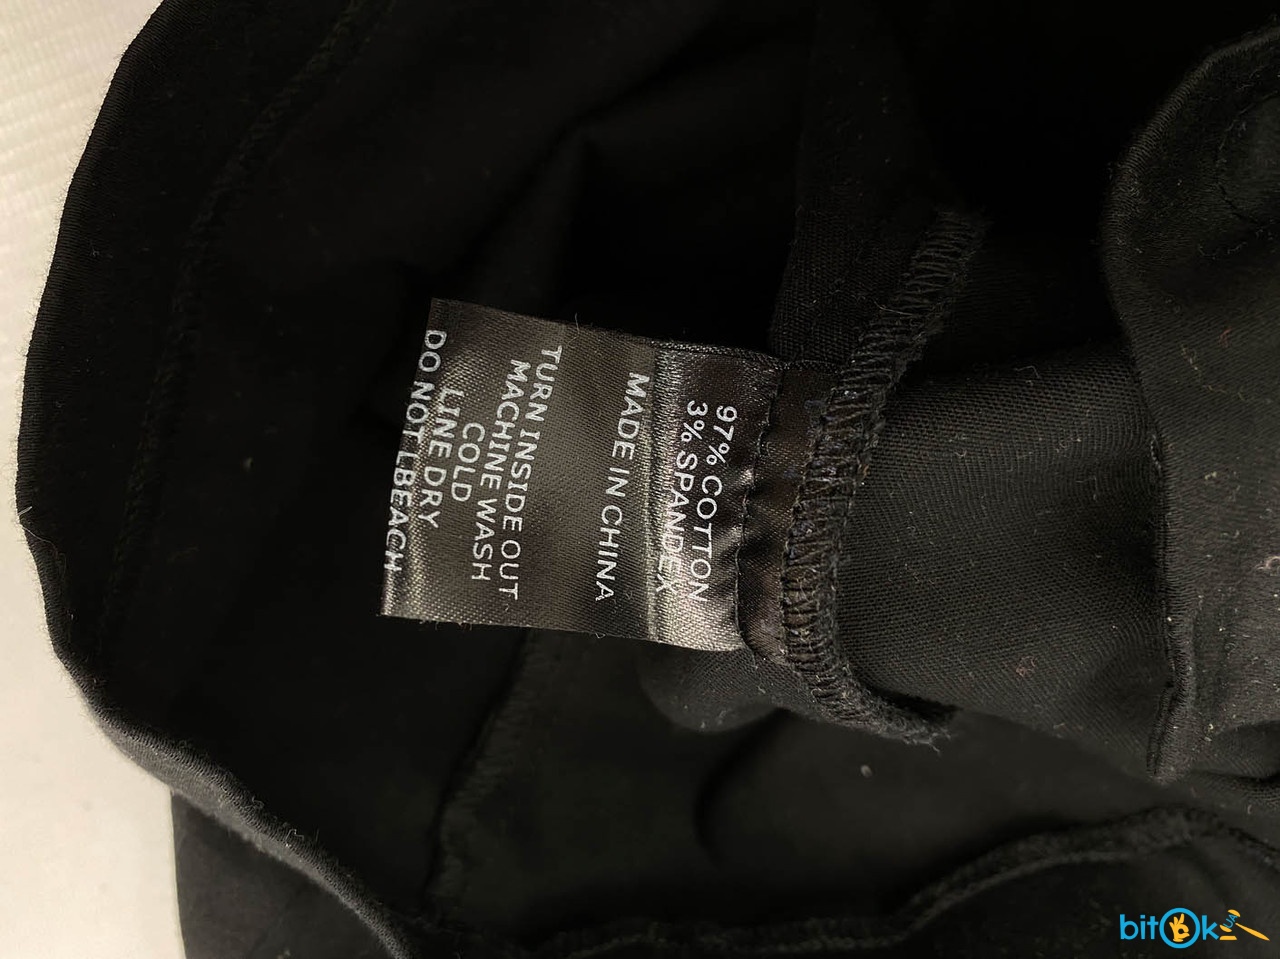 97% COTTON
3% SPANDEX
MADE IN CHINA
TURN INSIDE OUT
MACHINE WASH
COLD
LINE DRY
DO NOT LBEACH
bitOk
UA